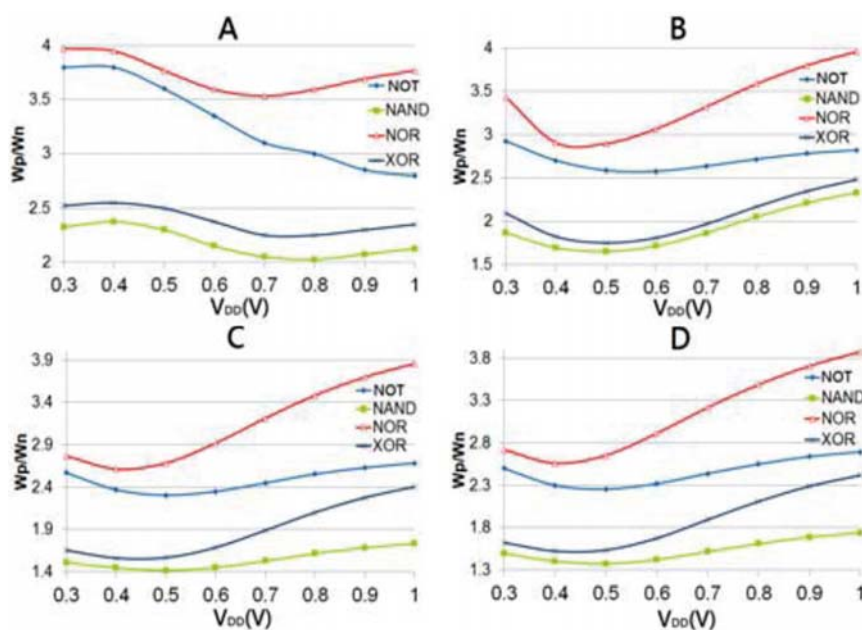 A
Wp/Wn
4
3.5
3
2.5
2
0.3 0.4 0.5 0.6 0.7 0.8 0.9 1
VDD(V)
NOT
NAND
NOR
XOR
B
Wp/Wn
4
3.5
3
2.5
2
1.5
0.3 0.4 0.5 0.6 0.7 0.8 0.9 1
VDD(V)
NOT
NAND
NOR
XOR
C
Wp/Wn
3.9
3.4
2.9
2.4
1.9
1.4
0.3 0.4 0.5 0.6 0.7 0.8 0.9 1
VDD(V)
NOT
NAND
NOR
XOR
D
Wp/Wn
3.8
3.3
2.8
2.3
1.8
1.3
0.3 0.4 0.5 0.6 0.7 0.8 0.9 1
VDD(V)
NOT
NAND
NOR
XOR